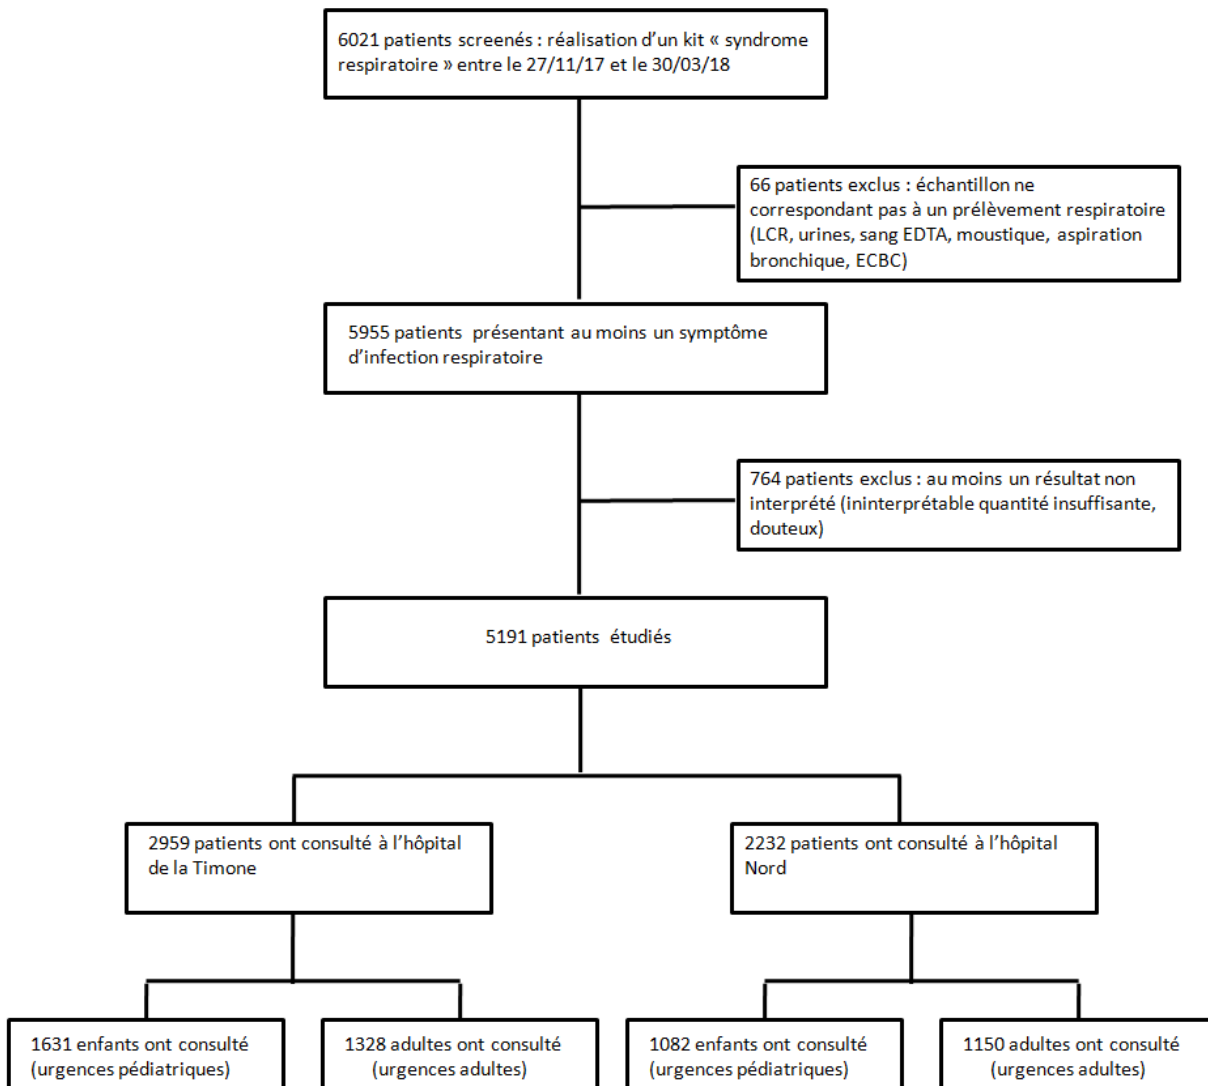 6021 patients screenés : réalisation d’un kit « syndrome
respiratoire » entre le 27/11/17 et le 30/03/18
66 patients exclus : échantillon ne
correspondant pas à un prélèvement respiratoire
(LCR, urines, sang EDTA, moustique, aspiration
bronchique, ECBC)
5955 patients présentant au moins un symptôme
d’infection respiratoire
764 patients exclus : au moins un résultat non
interprété (ininterprétable quantité insuffisante,
douteux)
5191 patients étudiés
2959 patients ont consulté à l’hôpital
de la Timone
2232 patients ont consulté à l’hôpital
Nord
1631 enfants ont consulté
(urgences pédiatriques)
1328 adultes ont consulté
(urgences adultes)
1082 enfants ont consulté
(urgences pédiatriques)
1150 adultes ont consulté
(urgences adultes)